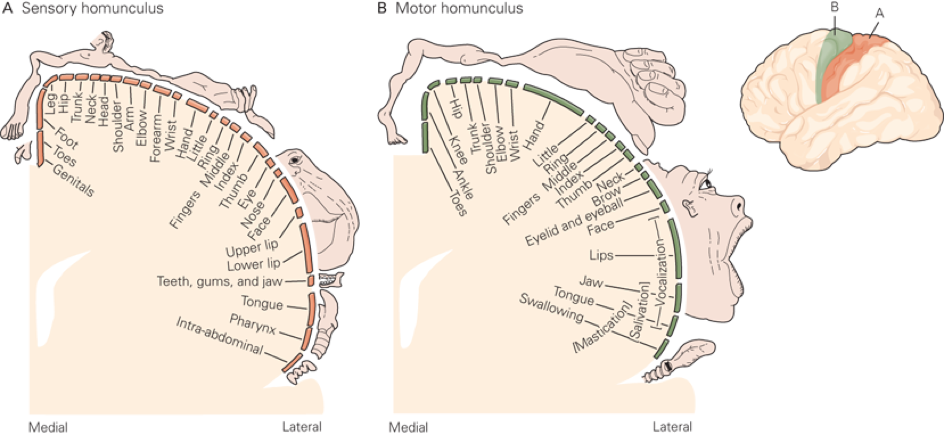 A Sensory homunculus
Leg
Hip
Trunk
Neck
Head
Shoulder
Arm
Elbow
Forearm
Wrist
Hand
Little
Ring
Middle
Index
Thumb
Fingers
Eye
Nose
Face
Upper lip
Lower lip
Teeth, gums, and jaw
Tongue
Pharynx
Intra-abdominal
Foot
Toes
Genitals
Medial
Lateral
B Motor homunculus
Hip
Trunk
Shoulder
Elbow
Wrist
Hand
Little
Ring
Middle
Index
Thumb
Fingers
Neck
Brow
Eyelid and eyeball
Face
Lips
Jaw
Tongue
Swallowing
[Mastication]
[Salivation]
[Vocalization]
Knee
Ankle
Toes
Medial
Lateral
B
A